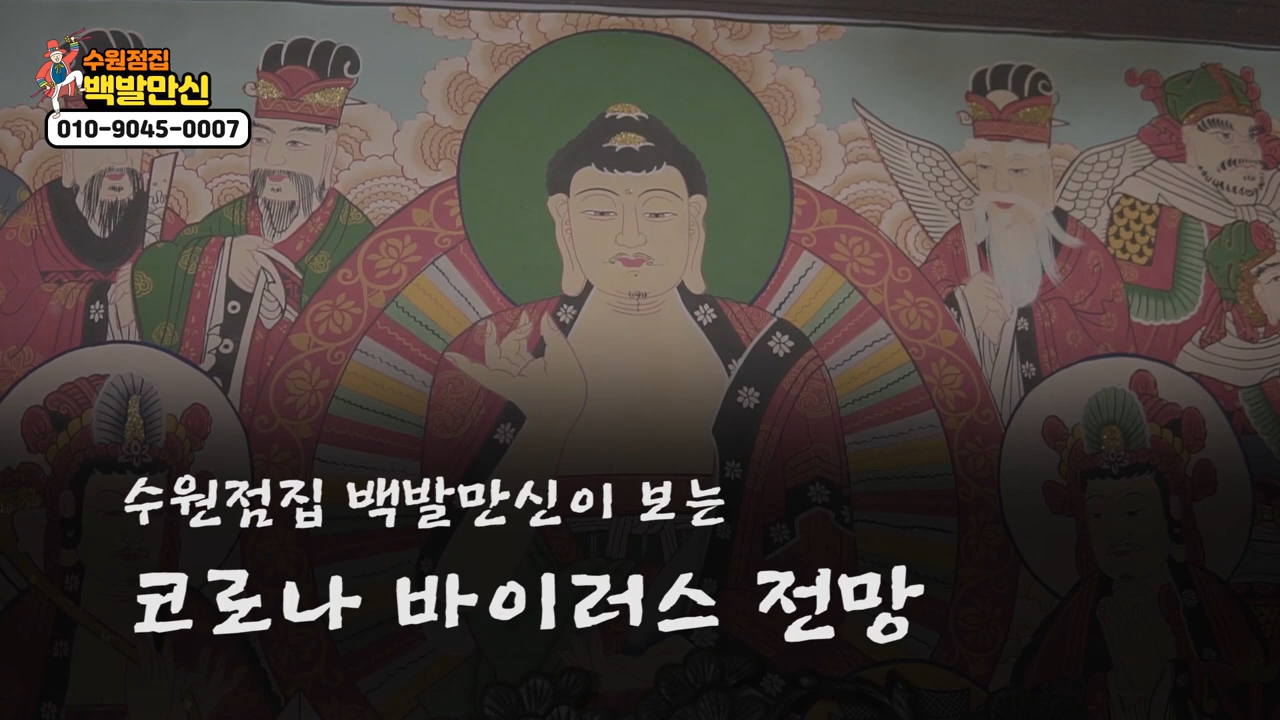 수원점집
백발만신
010-9045-0007
수원점집 백발만신이 보는
코로나 바이러스 전망